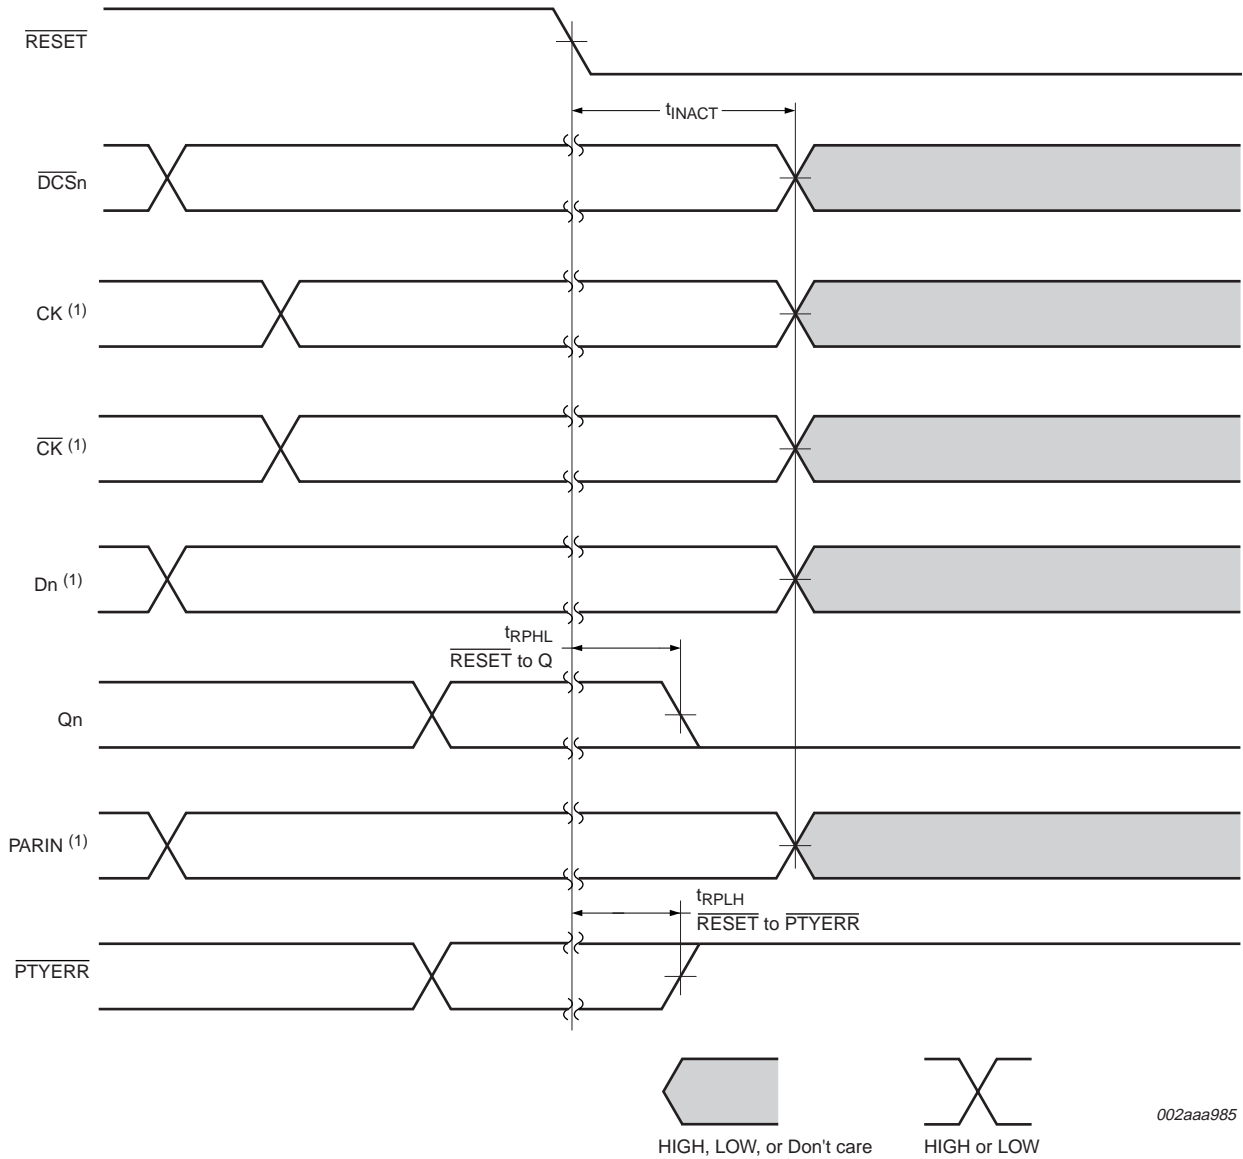 RESET
tINACT
DCSn
CK (1)
CK (1)
Dn (1)
tRPHL
RESET to Q
Qn
PARIN (1)
tRPLH
RESET to PTYERR
PTYERR
HIGH, LOW, or Don't care
HIGH or LOW
002aaa985